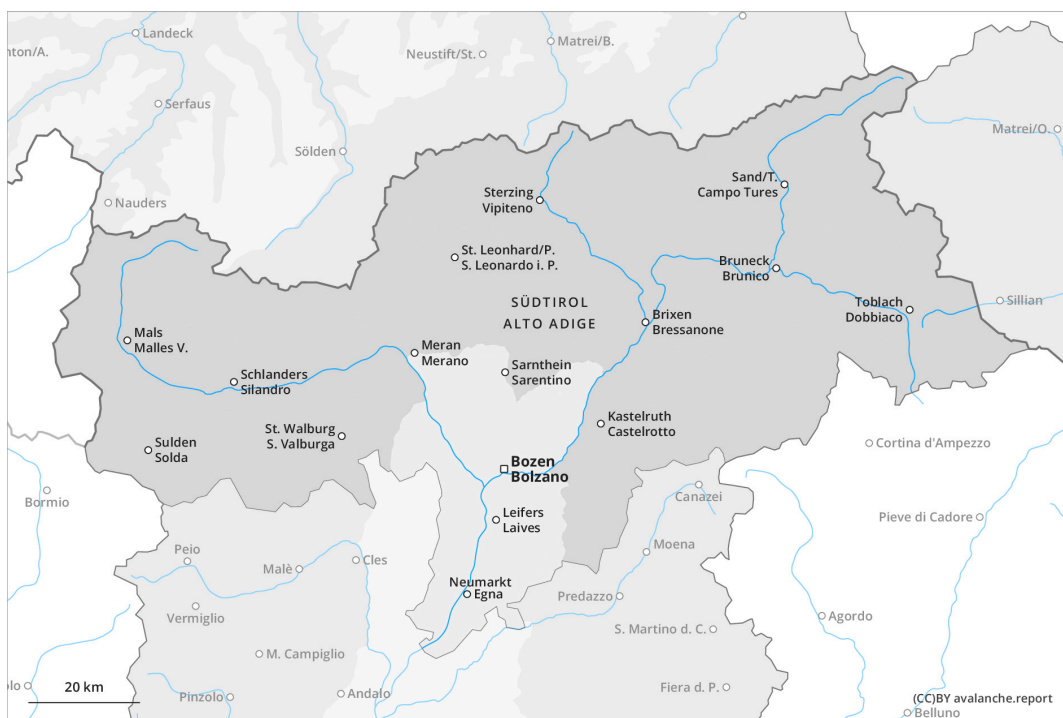 Landeck
nton/A.
Neustift/St.
Matrei/B.
Serfaus
Matrei/O.
Sölden
Nauders
Sand/T.
Campo Tures
Sterzing
Vipiteno
St. Leonhard/P.
S. Leonardo i. P.
Bruneck
Brunico
SÜDTIROL
ALTO ADIGE
Toblach
Dobbiaco
Sillian
Brixen
Bressanone
Mals
Malles V.
Meran
Merano
Sarnthein
Sarentino
Schlanders
Silandro
Kastelruth
Castelrotto
St. Walburg
S. Valburga
Sulden
Solda
Cortina d'Ampezzo
Bozen
Bolzano
Bormio
Canazei
Leifers
Laives
Pieve di Cadore
Peio
Malè
Cles
Moena
Neumarkt
Egna
Predazzo
Vermiglio
Agordo
S. Martino d. C.
M. Campiglio
20 km
Pinzolo
Andalo
Fiera d. P.
olo
(CC)BY avalanche.report
Belluno